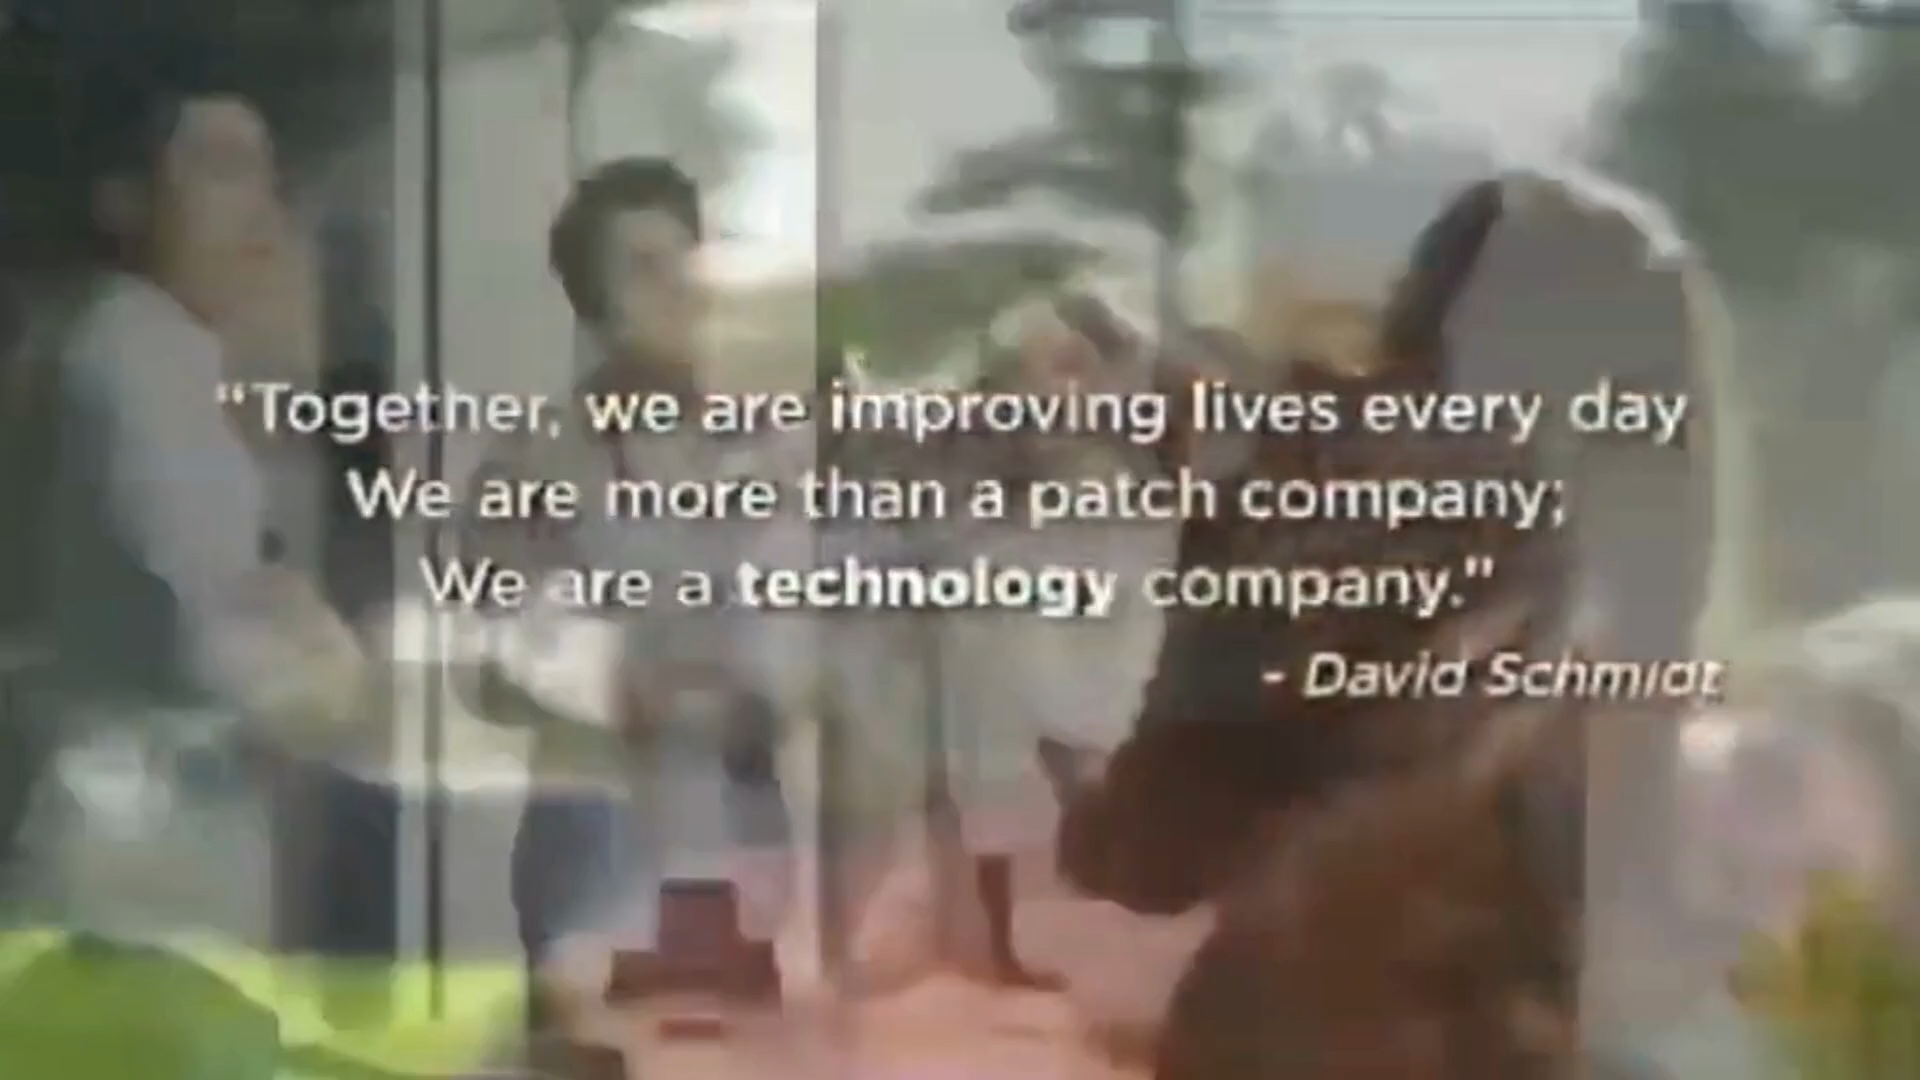 "Together, we are improving lives every day
We are more than a patch company;
We are a technology company."
- David Schmidt